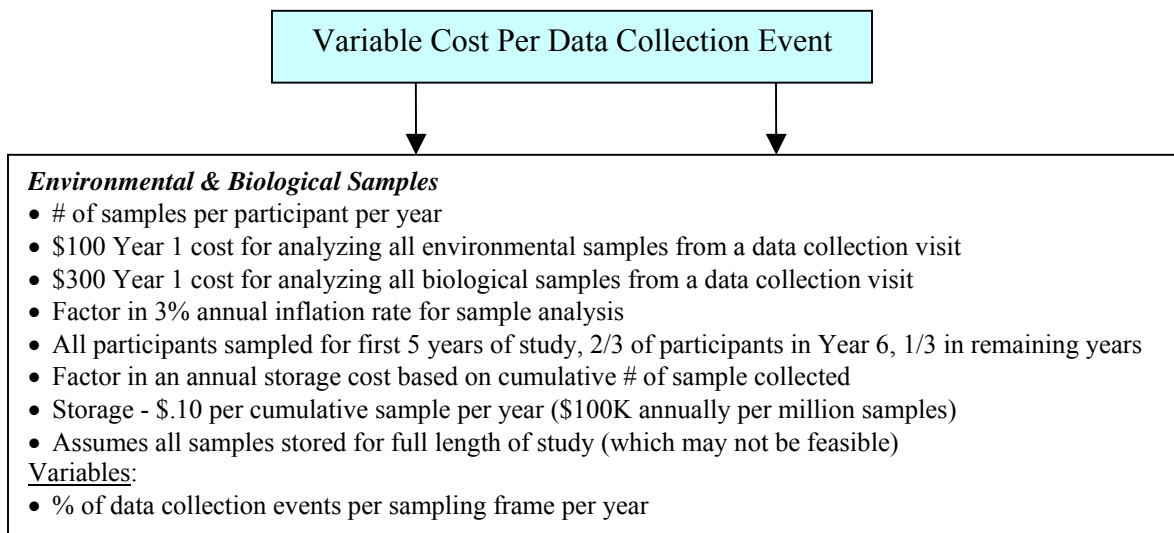 Variable Cost Per Data Collection Event
Environmental & Biological Samples
• # of samples per participant per year
• $100 Year 1 cost for analyzing all environmental samples from a data collection visit
• $300 Year 1 cost for analyzing all biological samples from a data collection visit
• Factor in 3% annual inflation rate for sample analysis
• All participants sampled for first 5 years of study, 2/3 of participants in Year 6, 1/3 in remaining years
• Factor in an annual storage cost based on cumulative # of sample collected
• Storage - $.10 per cumulative sample per year ($100K annually per million samples)
• Assumes all samples stored for full length of study (which may not be feasible)
Variables:
• % of data collection events per sampling frame per year